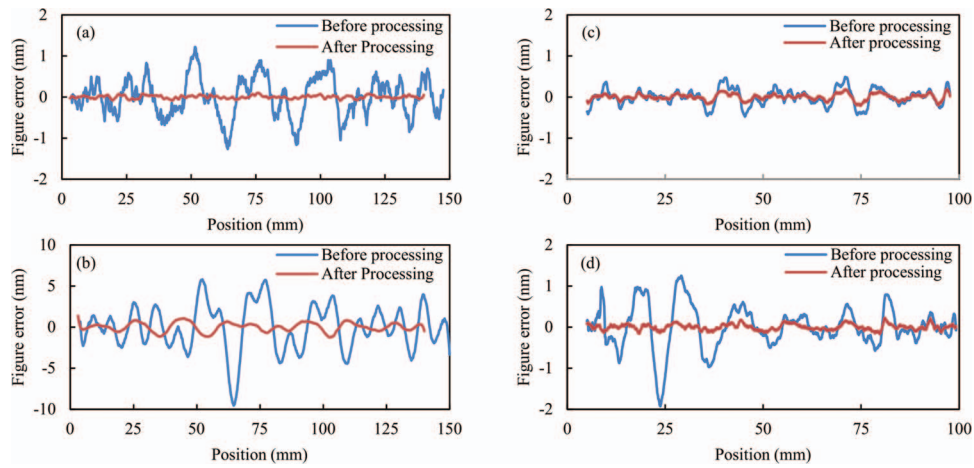 (a)
Before processing
After Processing
Figure error (nm)
2
1
0
-1
-2
0 25 50 75 100 125 150
Position (mm)
(c)
Before processing
After processing
Figure error (nm)
2
1
0
-1
-2
0 25 50 75 100
Position (mm)
(b)
Before processing
After Processing
Figure error (nm)
10
5
0
-5
-10
0 25 50 75 100 125 150
Position (mm)
(d)
Before processing
After processing
Figure error (nm)
2
1
0
-1
-2
0 25 50 75 100
Position (mm)